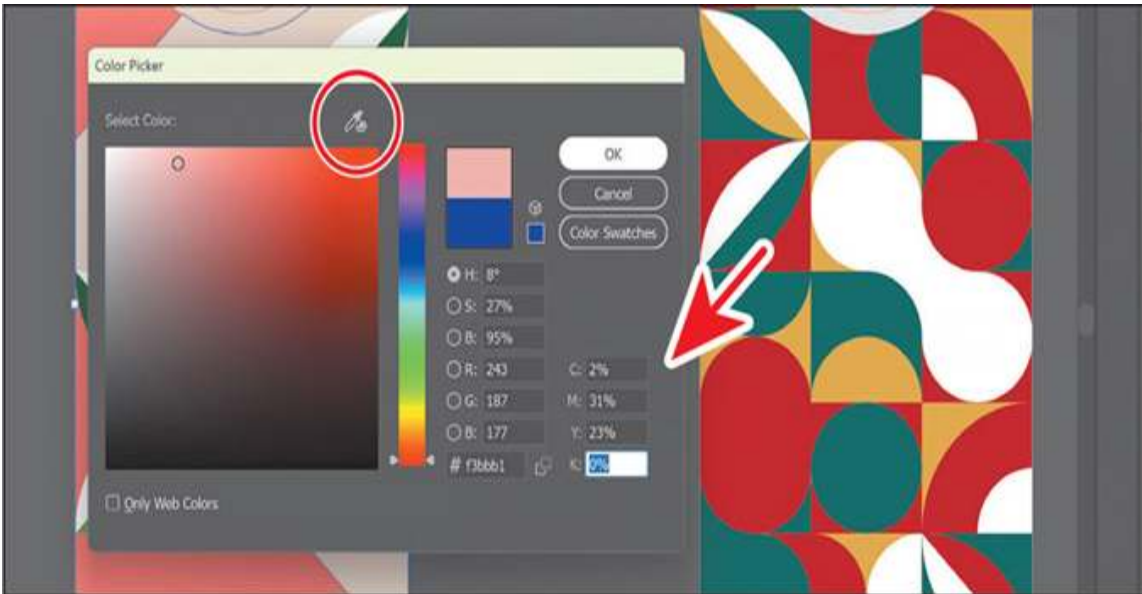 Color Picker
Select Color:
OK
Cancel
Color Swatches
H: 8°
S: 27%
B: 95%
R: 243
C: 2%
G: 187
M: 31%
B: 177
Y: 23%
# f3bbb1
K: 0%
Only Web Colors